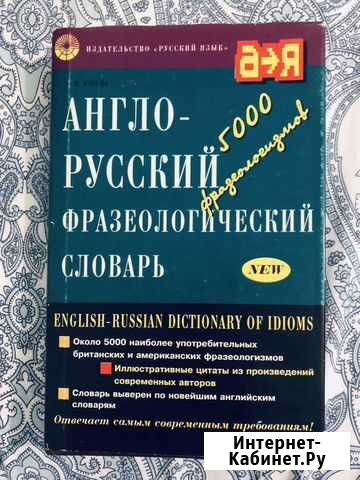 ИЗДАТЕЛЬСТВО «РУССКИЙ ЯЗЫК»
а→я
АНГЛО-
РУССКИЙ
5000
фразеологизмов
ФРАЗЕОЛОГИЧЕСКИЙ
СЛОВАРЬ
NEW
ENGLISH-RUSSIAN DICTIONARY OF IDIOMS
Около 5000 наиболее употребительных
британских и американских фразеологизмов
Иллюстративные цитаты из произведений
современных авторов
Словарь выверен по новейшим английским
словарям
Отвечает самым современным требованиям!
Интернет-
Кабинет.Ру